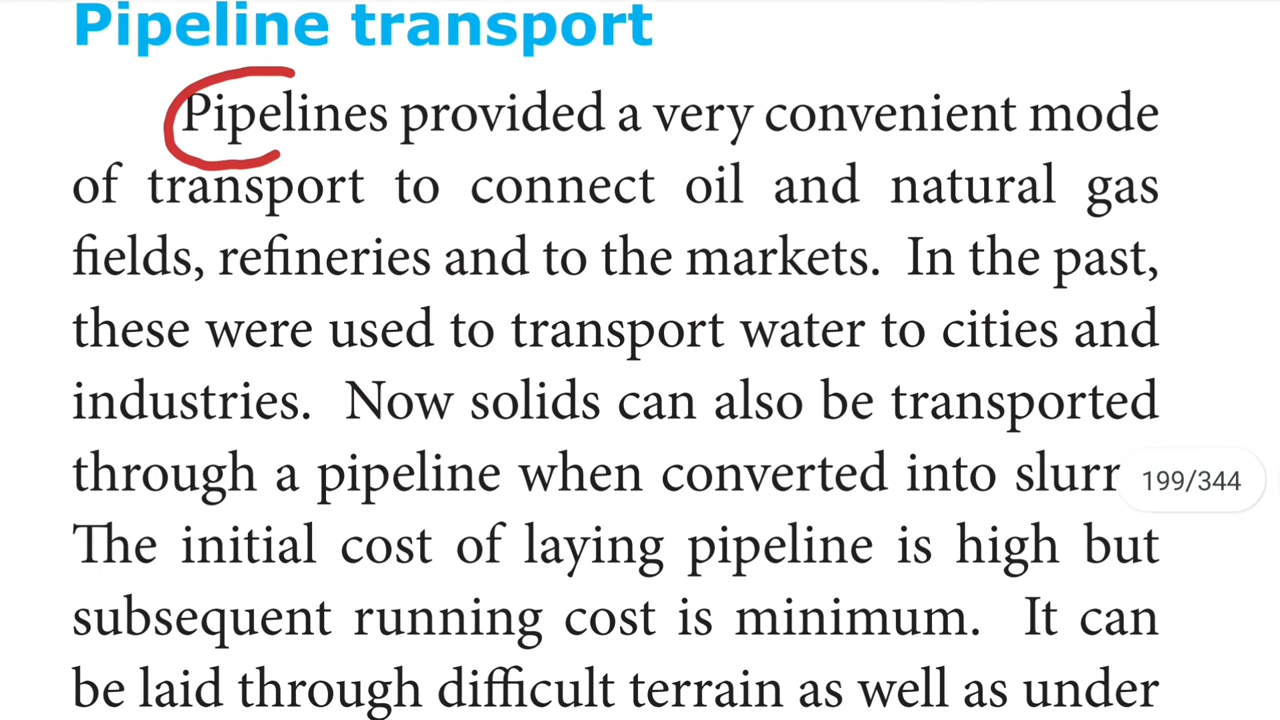 Pipeline transport
Pipelines provided a very convenient mode
of transport to connect oil and natural gas
fields, refineries and to the markets. In the past,
these were used to transport water to cities and
industries. Now solids can also be transported
through a pipeline when converted into slurr
199/344
The initial cost of laying pipeline is high but
subsequent running cost is minimum. It can
be laid through difficult terrain as well as under